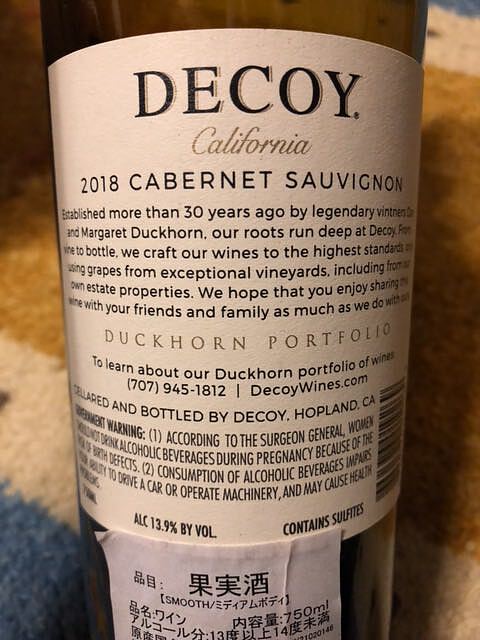 DECOY.
California
2018 CABERNET SAUVIGNON
Established more than 30 years ago by legendary vintners Dan
and Margaret Duckhorn, our roots run deep at Decoy. From
vine to bottle, we craft our wines to the highest standards,
using grapes from exceptional vineyards, including from our
own estate properties. We hope that you enjoy sharing this
wine with your friends and family as much as we do with
DUCKHORN PORTFOLIO
To learn about our Duckhorn portfolio of wines
(707) 945-1812 | DecoyWines.com
CELLARED AND BOTTLED BY DECOY, HOPLAND, CA
GOVERNMENT WARNING: (1) ACCORDING TO THE SURGEON GENERAL, WOMEN
SHOULD NOT DRINK ALCOHOLIC BEVERAGES DURING PREGNANCY BECAUSE OF THE
RISK OF BIRTH DEFECTS. (2) CONSUMPTION OF ALCOHOLIC BEVERAGES IMPAIRS
YOUR ABILITY TO DRIVE A CAR OR OPERATE MACHINERY, AND MAY CAUSE HEALTH
PROBLEMS.
750ML
ALC 13.9% BY VOL. CONTAINS SULFITES
品目: 果実酒
【SMOOTH/ミディアムボディ】
品名:ワイン 内容量:750ml
アルコール分:13度以上14度未満
原産国